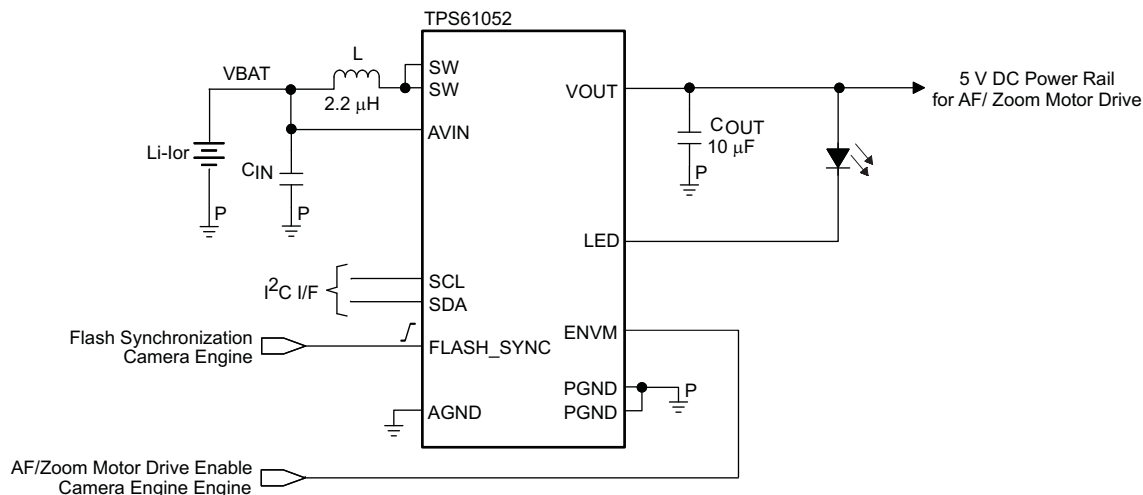 TPS61052
L
VBAT
2.2 μH
SW
SW
AVIN
Li-Ior
CIN
P
P
VOUT
COUT
10 μF
P
5 V DC Power Rail
for AF/ Zoom Motor Drive
LED
I2C I/F
SCL
SDA
Flash Synchronization
Camera Engine
FLASH_SYNC
ENVM
PGND
PGND
P
AGND
AF/Zoom Motor Drive Enable
Camera Engine Engine